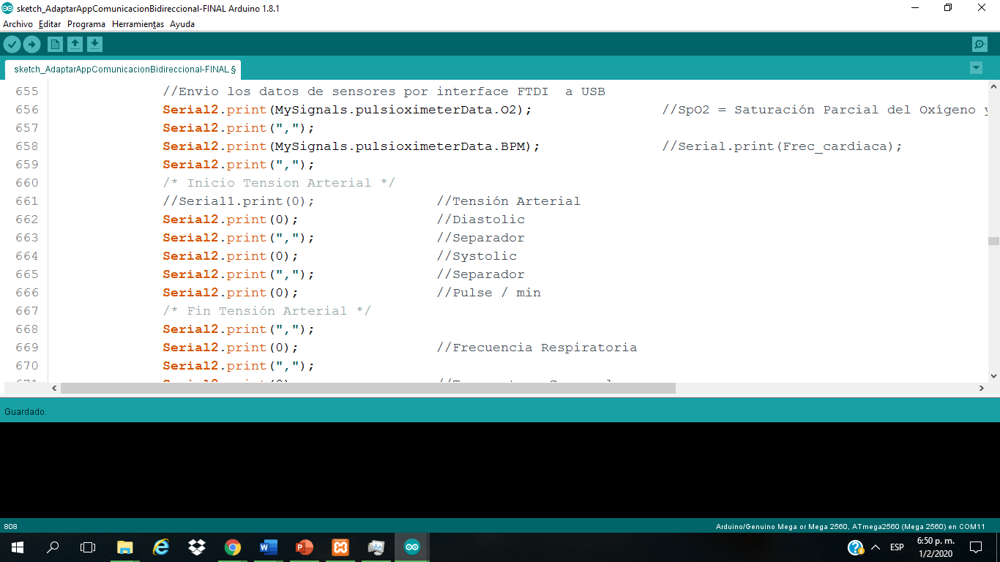 sketch_AdaptarAppComunicacionBidireccional-FINAL Arduino 1.8.1
Archivo Editar Programa Herramientas Ayuda
sketch_AdaptarAppComunicacionBidireccional-FINAL §
655 //Envio los datos de sensores por interface FTDI  a USB
656 Serial2.print(MySignals.pulsioximeterData.O2); //SpO2 = Saturación Parcial del Oxígeno y
657 Serial2.print(",");
658 Serial2.print(MySignals.pulsioximeterData.BPM); //Serial.print(Frec_cardiaca);
659 Serial2.print(",");
660 /* Inicio Tension Arterial */
661 //Serial1.print(0); //Tensión Arterial
662 Serial2.print(0); //Diastolic
663 Serial2.print(","); //Separador
664 Serial2.print(0); //Systolic
665 Serial2.print(","); //Separador
666 Serial2.print(0); //Pulse / min
667 /* Fin Tensión Arterial */
668 Serial2.print(",");
669 Serial2.print(0); //Frecuencia Respiratoria
670 Serial2.print(",");
Guardado.
808
Arduino/Genuino Mega or Mega 2560, ATmega2560 (Mega 2560) en COM11
ESP
6:50 p. m.
1/2/2020